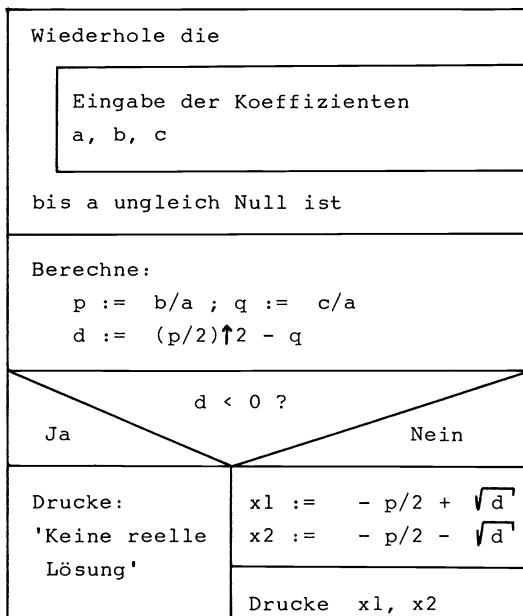 Wiederhole die
Eingabe der Koeffizienten
a, b, c
bis a ungleich Null ist
Berechne:
p := b/a ; q := c/a
d := (p/2)↑2 - q
d < 0 ?
Ja
Nein
Drucke:
'Keine reelle
Lösung'
x1 := - p/2 + √d
x2 := - p/2 - √d
Drucke x1, x2